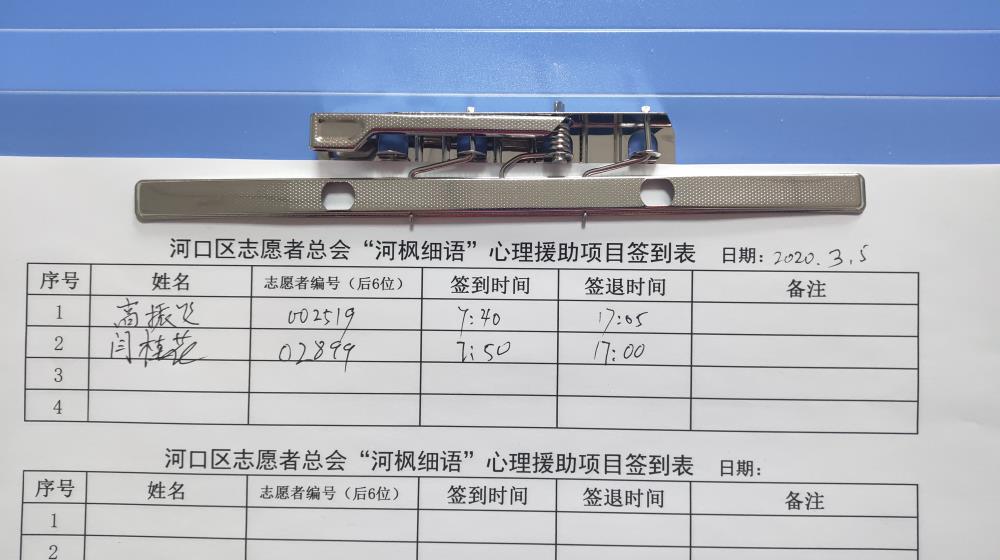 河口区志愿者总会“河枫细语”心理援助项目签到表 日期：2020.3.5
序号 姓名 志愿者编号（后6位） 签到时间 签退时间 备注
1 高振飞 002519 7:40 17:05
2 闫桂花 02899 7:50 17:00
3
4
河口区志愿者总会“河枫细语”心理援助项目签到表 日期：
序号 姓名 志愿者编号（后6位） 签到时间 签退时间 备注
1
2